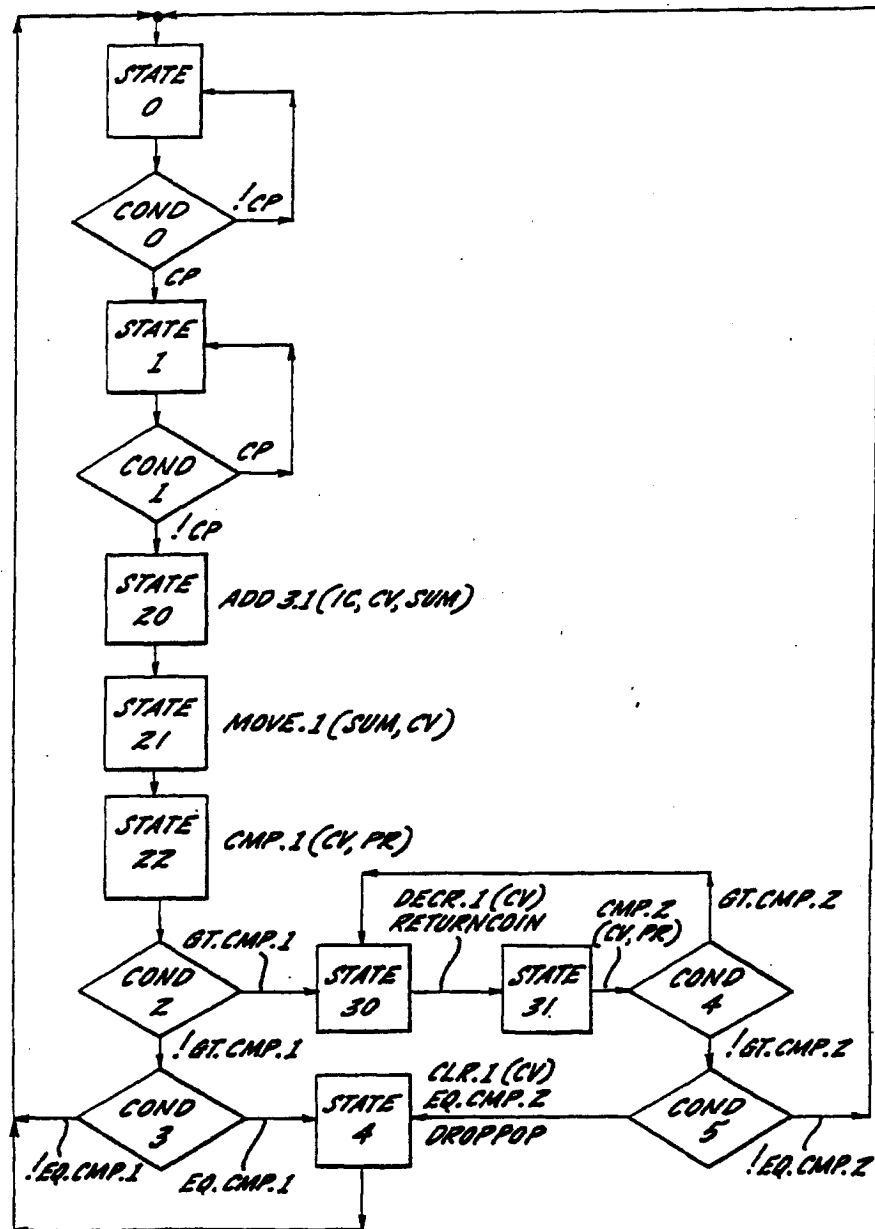 STATE
0
COND
0
!CP
CP
STATE
1
COND
1
CP
!CP
STATE
20
ADD 3.1 (IC, CV, SUM)
STATE
21
MOVE.1 (SUM, CV)
STATE
22
CMP.1 (CV, PR)
COND
2
GT.CMP.1
STATE
30
DECR.1 (CV)
RETURNCOIN
STATE
31
CMP.2
(CV, PR)
COND
4
GT.CMP.2
!GT.CMP.1
!GT.CMP.2
COND
3
!EQ.CMP.1
EQ.CMP.1
STATE
4
CLR.1 (CV)
EQ.CMP.2
DROPPOP
COND
5
!EQ.CMP.2